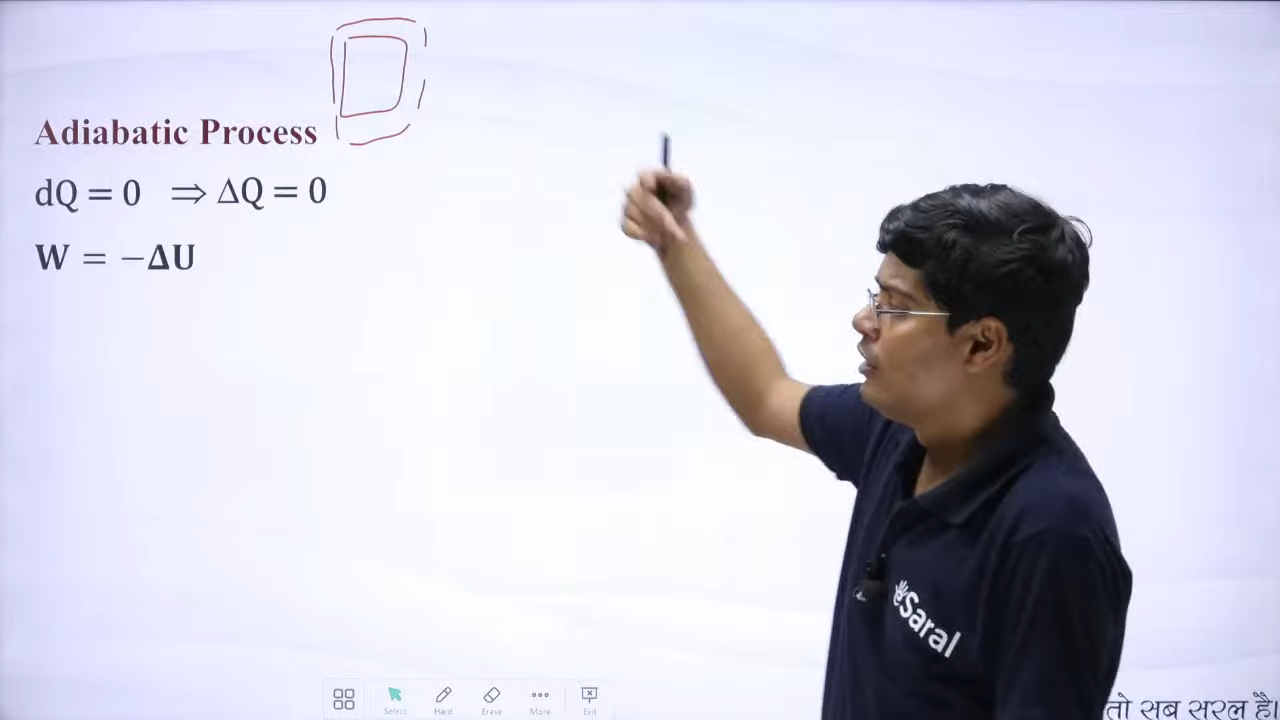 Adiabatic Process
dQ = 0 ⇒ ΔQ = 0
W = −ΔU
eSaral
Select
Hard
Erase
More
Exit
तो सब सरल है।